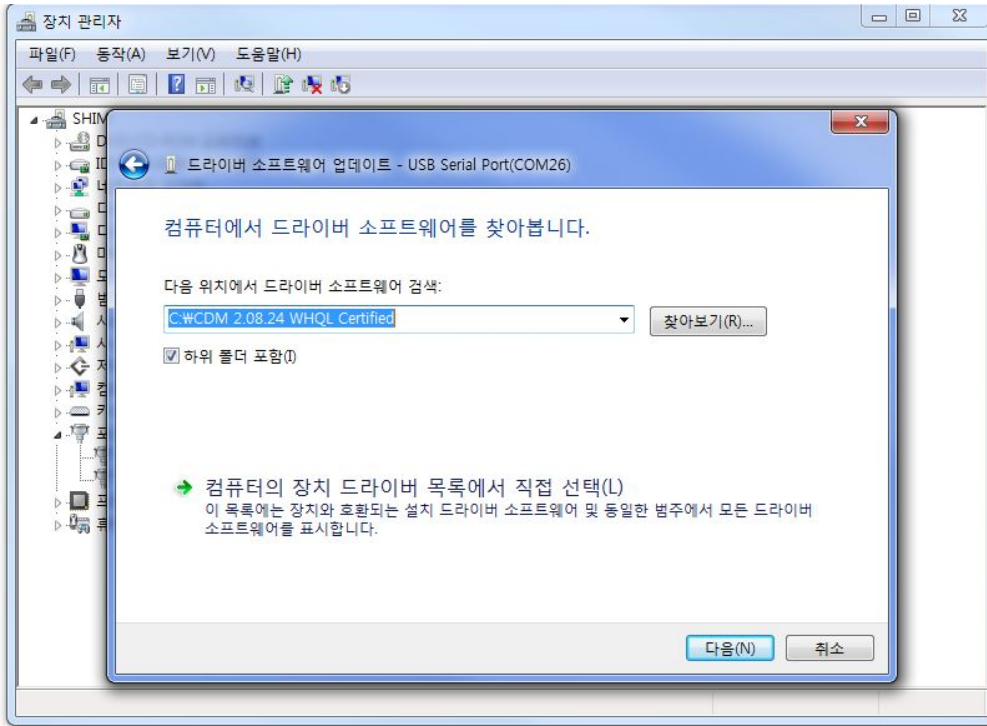 장치 관리자
파일(F) 동작(A) 보기(V) 도움말(H)
SHIM
드라이버 소프트웨어 업데이트 - USB Serial Port(COM26)
컴퓨터에서 드라이버 소프트웨어를 찾아봅니다.
다음 위치에서 드라이버 소프트웨어 검색:
C:₩CDM 2.08.24 WHQL Certified
찾아보기(R)...
하위 폴더 포함(I)
컴퓨터의 장치 드라이버 목록에서 직접 선택(L)
이 목록에는 장치와 호환되는 설치 드라이버 소프트웨어 및 동일한 범주에서 모든 드라이버
소프트웨어를 표시합니다.
다음(N) 취소